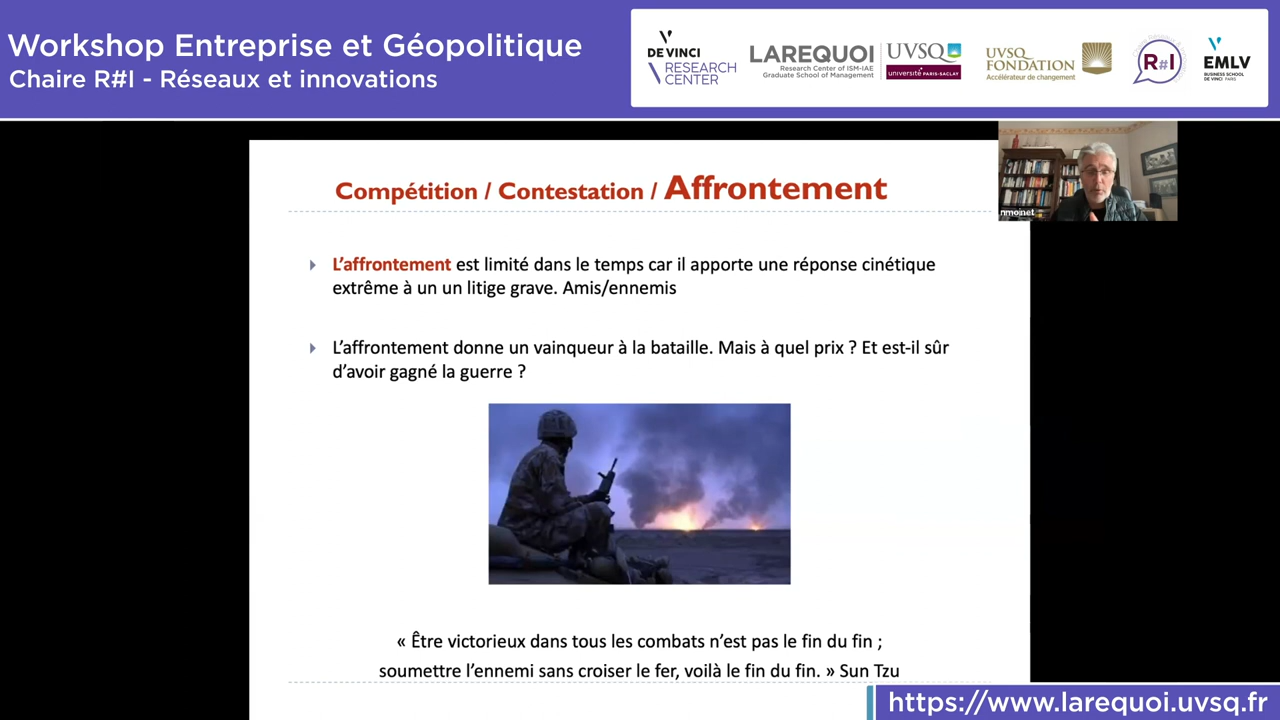 Workshop Entreprise et Géopolitique
Chaire R#I - Réseaux et innovations
DE VINCI
RESEARCH
CENTER
LAREQUOI
Research Center of ISM-IAE
Graduate School of Management
UVSQ
université PARIS-SACLAY
UVSQ
FONDATION
Accélérateur de changement
R#I
EMLV
BUSINESS SCHOOL
DE VINCI PARIS
nmoinet
Compétition / Contestation / Affrontement
L’affrontement est limité dans le temps car il apporte une réponse cinétique
extrême à un un litige grave. Amis/ennemis
L’affrontement donne un vainqueur à la bataille. Mais à quel prix ? Et est-il sûr
d’avoir gagné la guerre ?
« Être victorieux dans tous les combats n’est pas le fin du fin ;
soumettre l’ennemi sans croiser le fer, voilà le fin du fin. » Sun Tzu
https://www.larequoi.uvsq.fr